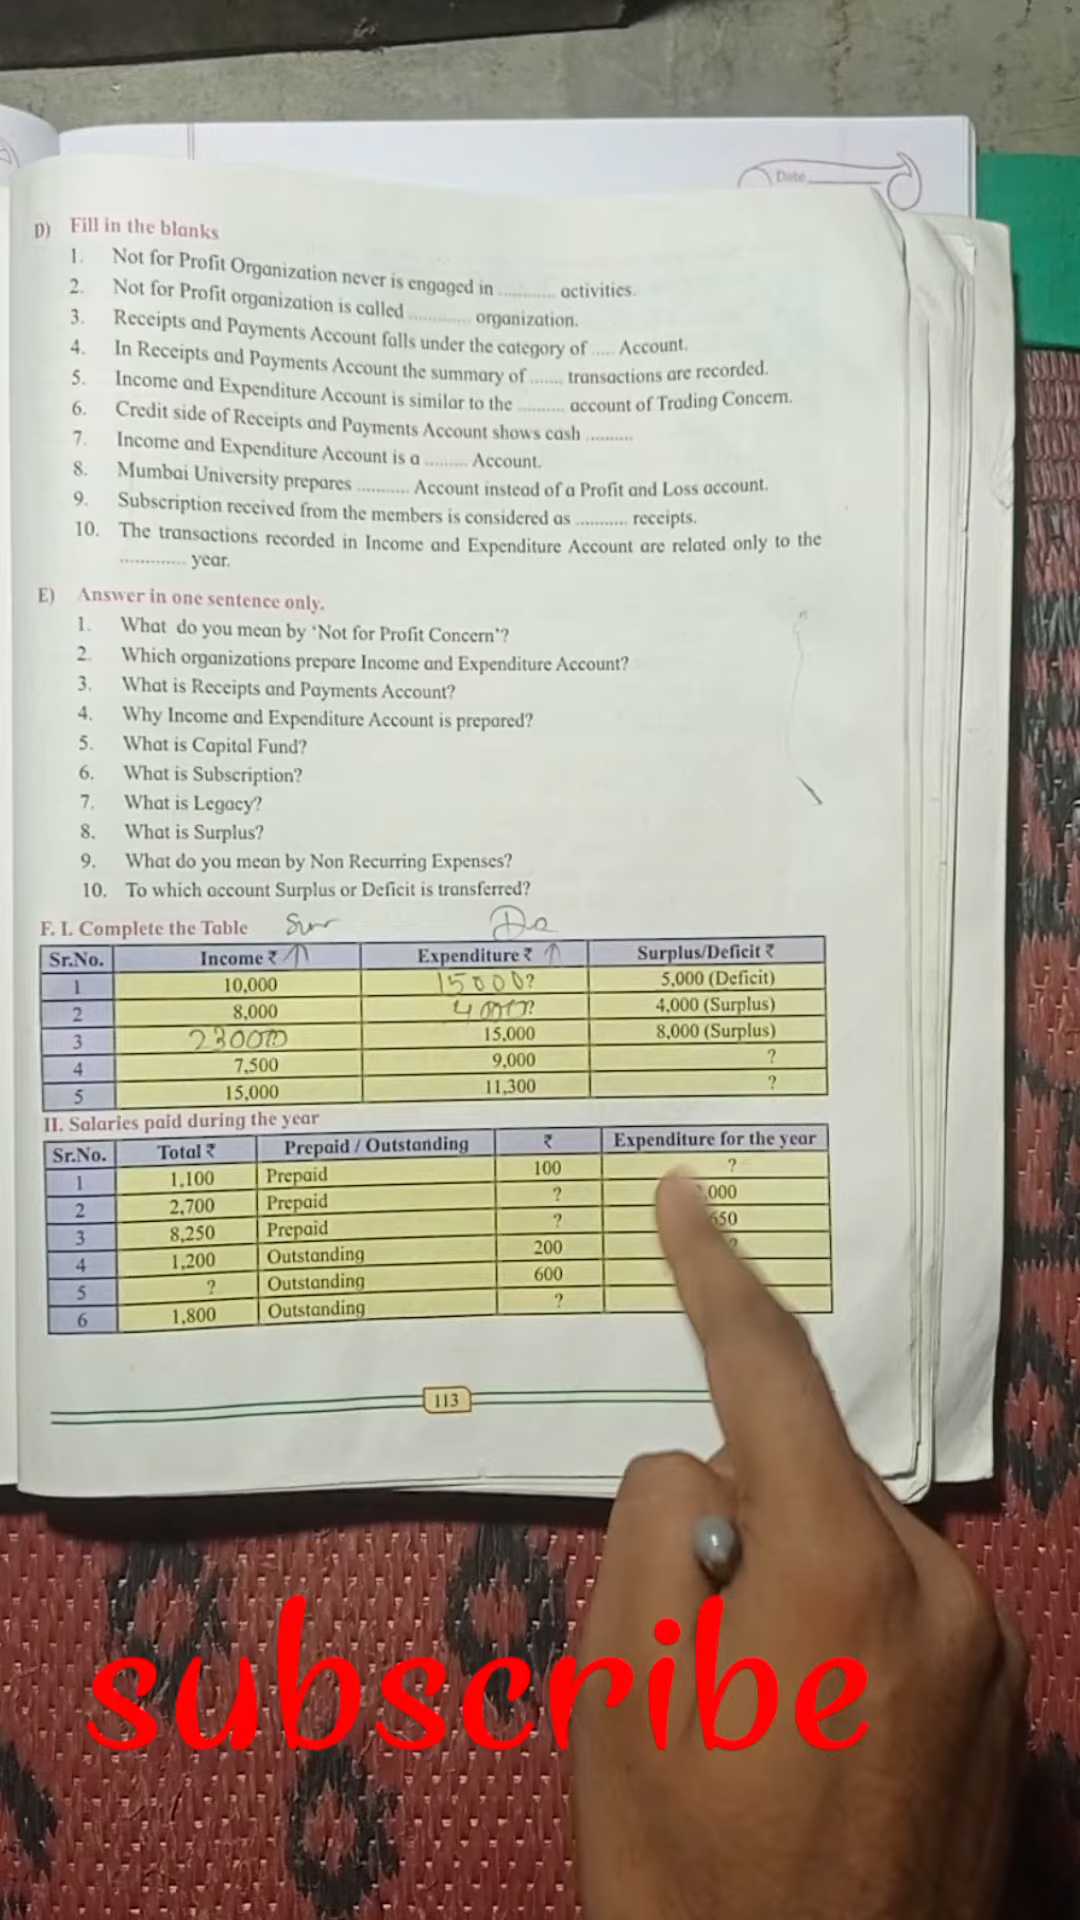 Date
D) Fill in the blanks
1. Not for Profit Organization never is engaged in ............ activities.
2. Not for Profit organization is called ............. organization.
3. Receipts and Payments Account falls under the category of ..... Account.
4. In Receipts and Payments Account the summary of ....... transactions are recorded.
5. Income and Expenditure Account is similar to the .......... account of Trading Concern.
6. Credit side of Receipts and Payments Account shows cash ..........
7. Income and Expenditure Account is a ......... Account.
8. Mumbai University prepares ........... Account instead of a Profit and Loss account.
9. Subscription received from the members is considered as ........... receipts.
10. The transactions recorded in Income and Expenditure Account are related only to the
.............. year.
E) Answer in one sentence only.
1. What do you mean by 'Not for Profit Concern'?
2. Which organizations prepare Income and Expenditure Account?
3. What is Receipts and Payments Account?
4. Why Income and Expenditure Account is prepared?
5. What is Capital Fund?
6. What is Subscription?
7. What is Legacy?
8. What is Surplus?
9. What do you mean by Non Recurring Expenses?
10. To which account Surplus or Deficit is transferred?
F. I. Complete the Table Sur
Sr.No. Income ₹ ↑ Expenditure ₹ ↑ Surplus/Deficit ₹
1 10,000 15000? 5,000 (Deficit)
2 8,000 4000? 4,000 (Surplus)
3 23000 15,000 8,000 (Surplus)
4 7,500 9,000 ?
5 15,000 11,300 ?
II. Salaries paid during the year
Sr.No. Total ₹ Prepaid / Outstanding ₹ Expenditure for the year
1 1,100 Prepaid 100 ?
2 2,700 Prepaid ? ,000
3 8,250 Prepaid ? 650
4 1,200 Outstanding 200 ?
5 ? Outstanding 600
6 1,800 Outstanding ?
113
subscribe